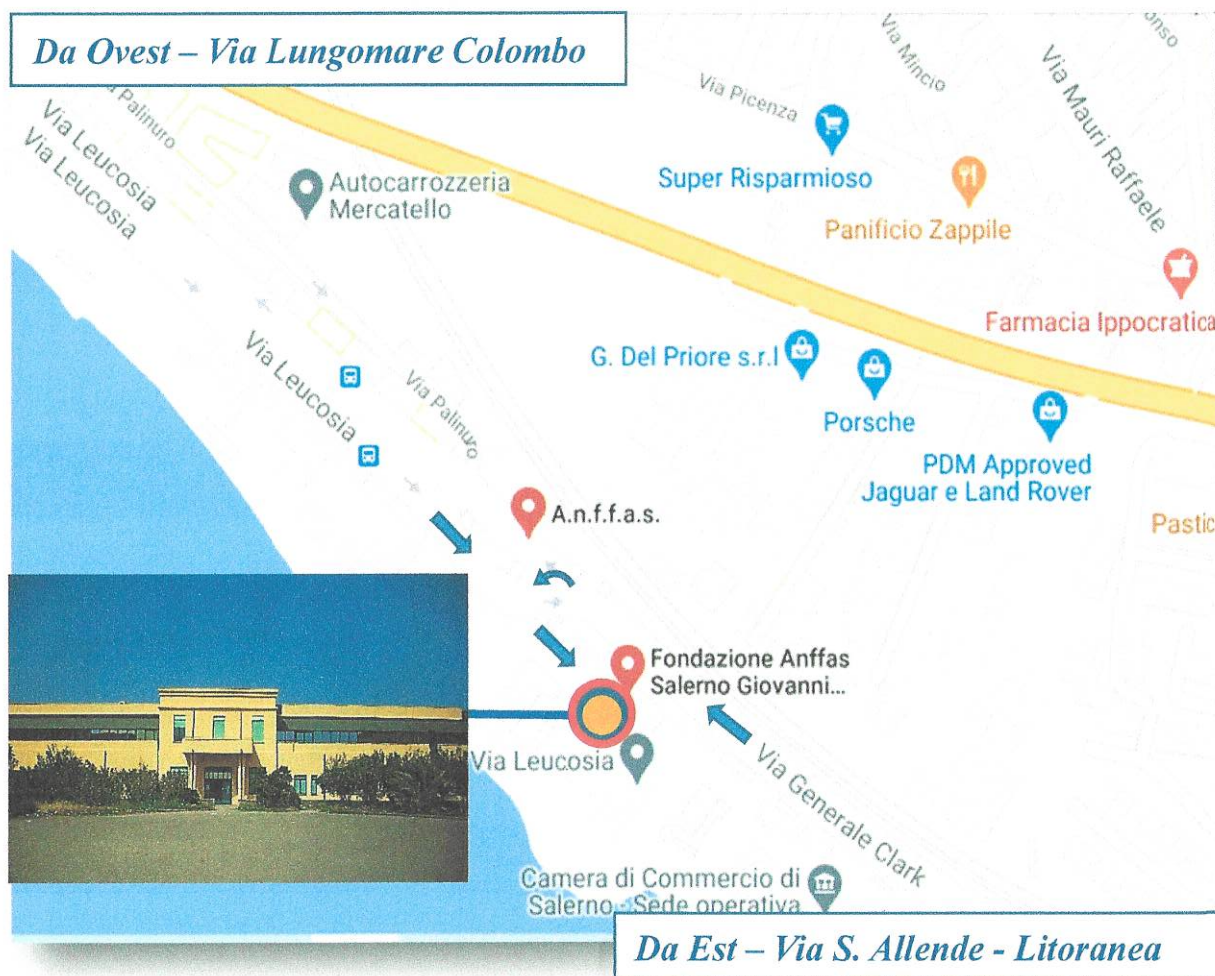 Da Ovest – Via Lungomare Colombo
Via Palinuro
Via Leucosia
Via Leucosia
Autocarrozzeria
Mercatello
Via Picenza
Via Mincio
Via Mauri Raffaele
Super Risparmioso
Panificio Zappile
Farmacia Ippocratica
G. Del Priore s.r.l
Porsche
PDM Approved
Jaguar e Land Rover
Pastic
Via Leucosia
Via Palinuro
A.n.f.f.a.s.
Fondazione Anffas
Salerno Giovanni...
Via Leucosia
Via Generale Clark
Camera di Commercio di
Salerno - Sede operativa
Da Est – Via S. Allende - Litoranea